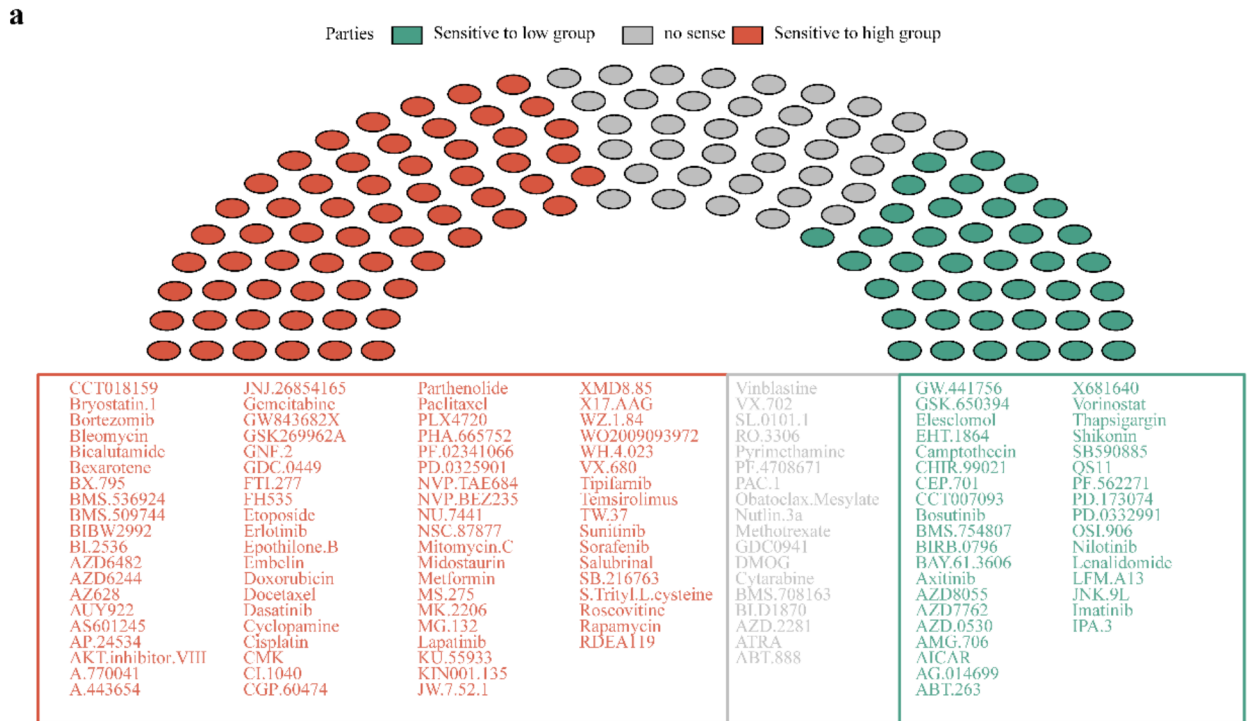 a
Parties Sensitive to low group no sense Sensitive to high group
CCT018159
Bryostatin.1
Bortezomib
Bleomycin
Bicalutamide
Bexarotene
BX.795
BMS.536924
BMS.509744
BIBW2992
BI.2536
AZD6482
AZD6244
AZ628
AUY922
AS601245
AP.24534
AKT.inhibitor.VIII
A.770041
A.443654
JNJ.26854165
Gemcitabine
GW843682X
GSK269962A
GNF.2
GDC.0449
FTI.277
FH535
Etoposide
Erlotinib
Epothilone.B
Embelin
Doxorubicin
Docetaxel
Dasatinib
Cyclopamine
Cisplatin
CMK
CI.1040
CGP.60474
Parthenolide
Paclitaxel
PLX4720
PHA.665752
PF.02341066
PD.0325901
NVP.TAE684
NVP.BEZ235
NU.7441
NSC.87877
Mitomycin.C
Midostaurin
Metformin
MS.275
MK.2206
MG.132
Lapatinib
KU.55933
KIN001.135
JW.7.52.1
XMD8.85
X17.AAG
WZ.1.84
WO2009093972
WH.4.023
VX.680
Tipifarnib
Temsirolimus
TW.37
Sunitinib
Sorafenib
Salubrinal
SB.216763
S.Trityl.L.cysteine
Roscovitine
Rapamycin
RDEA119
Vinblastine
VX.702
SL.0101.1
RO.3306
Pyrimethamine
PF.4708671
PAC.1
Obatoclax.Mesylate
Nutlin.3a
Methotrexate
GDC0941
DMOG
Cytarabine
BMS.708163
BI.D1870
AZD.2281
ATRA
ABT.888
GW.441756
GSK.650394
Elesclomol
EHT.1864
Camptothecin
CHIR.99021
CEP.701
CCT007093
Bosutinib
BMS.754807
BIRB.0796
BAY.61.3606
Axitinib
AZD8055
AZD7762
AZD.0530
AMG.706
AICAR
AG.014699
ABT.263
X681640
Vorinostat
Thapsigargin
Shikonin
SB590885
QS11
PF.562271
PD.173074
PD.0332991
OSI.906
Nilotinib
Lenalidomide
LFM.A13
JNK.9L
Imatinib
IPA.3